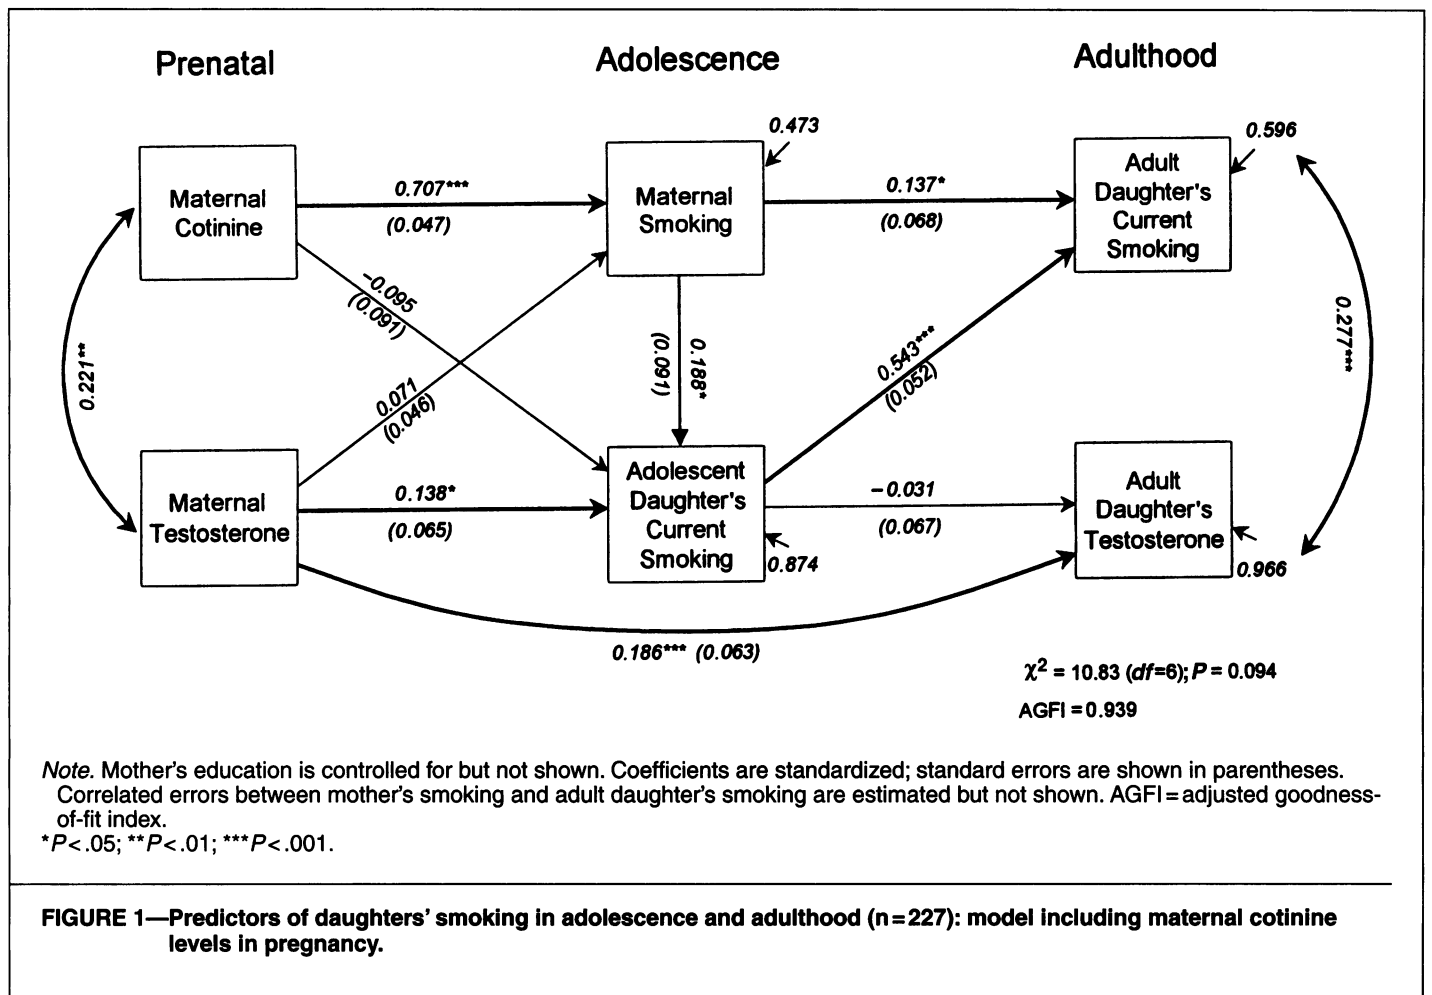 Prenatal
Adolescence
Adulthood
0.473
0.596
Maternal
Cotinine
0.707***
(0.047)
Maternal
Smoking
0.137*
(0.068)
Adult
Daughter's
Current
Smoking
–0.095
(0.091)
0.221**
0.071
(0.046)
0.188*
(0.091)
0.543***
(0.052)
0.277***
Maternal
Testosterone
0.138*
(0.065)
Adolescent
Daughter's
Current
Smoking
–0.031
(0.067)
Adult
Daughter's
Testosterone
0.874
0.966
0.186*** (0.063)
χ2 = 10.83 (df=6); P = 0.094
AGFI = 0.939
Note. Mother's education is controlled for but not shown. Coefficients are standardized; standard errors are shown in parentheses.
Correlated errors between mother's smoking and adult daughter's smoking are estimated but not shown. AGFI = adjusted goodness-
of-fit index.
*P< .05; **P< .01; ***P< .001.
FIGURE 1—Predictors of daughters' smoking in adolescence and adulthood (n = 227): model including maternal cotinine
levels in pregnancy.